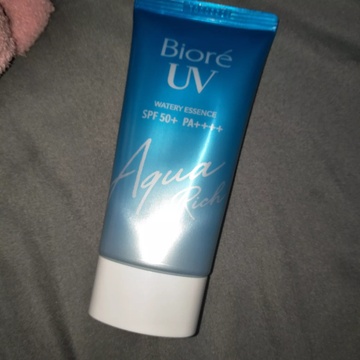 Bioré
UV
WATERY ESSENCE
SPF 50+ PA++++
Aqua
Rich